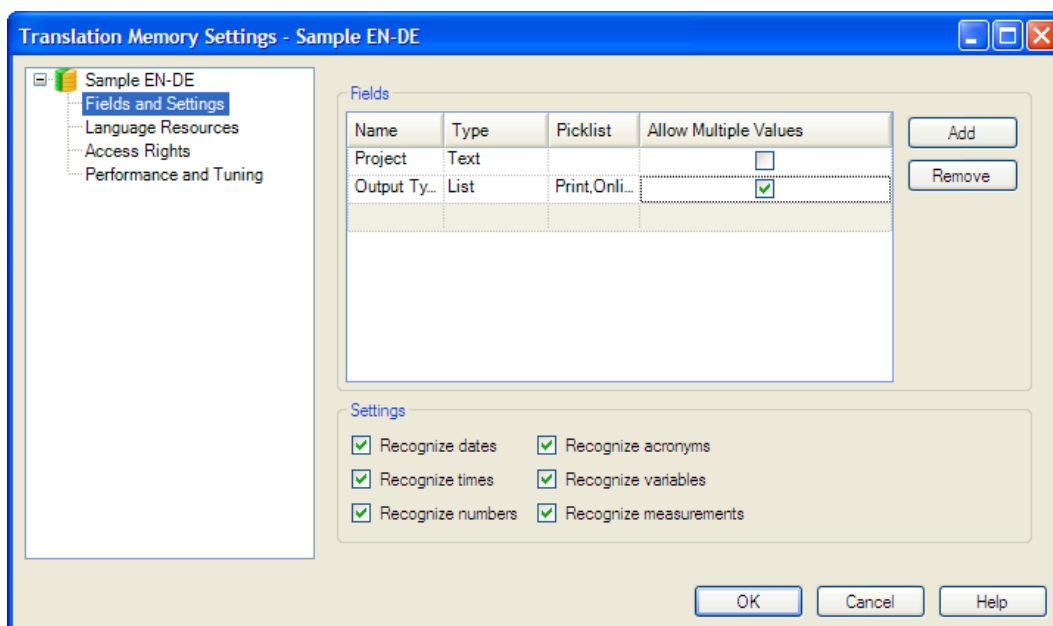 Translation Memory Settings - Sample EN-DE
Sample EN-DE
Fields and Settings
Language Resources
Access Rights
Performance and Tuning
Fields
Name Type Picklist Allow Multiple Values
Project Text
Output Ty... List Print,Onli...
Add
Remove
Settings
Recognize dates Recognize acronyms
Recognize times Recognize variables
Recognize numbers Recognize measurements
OK Cancel Help